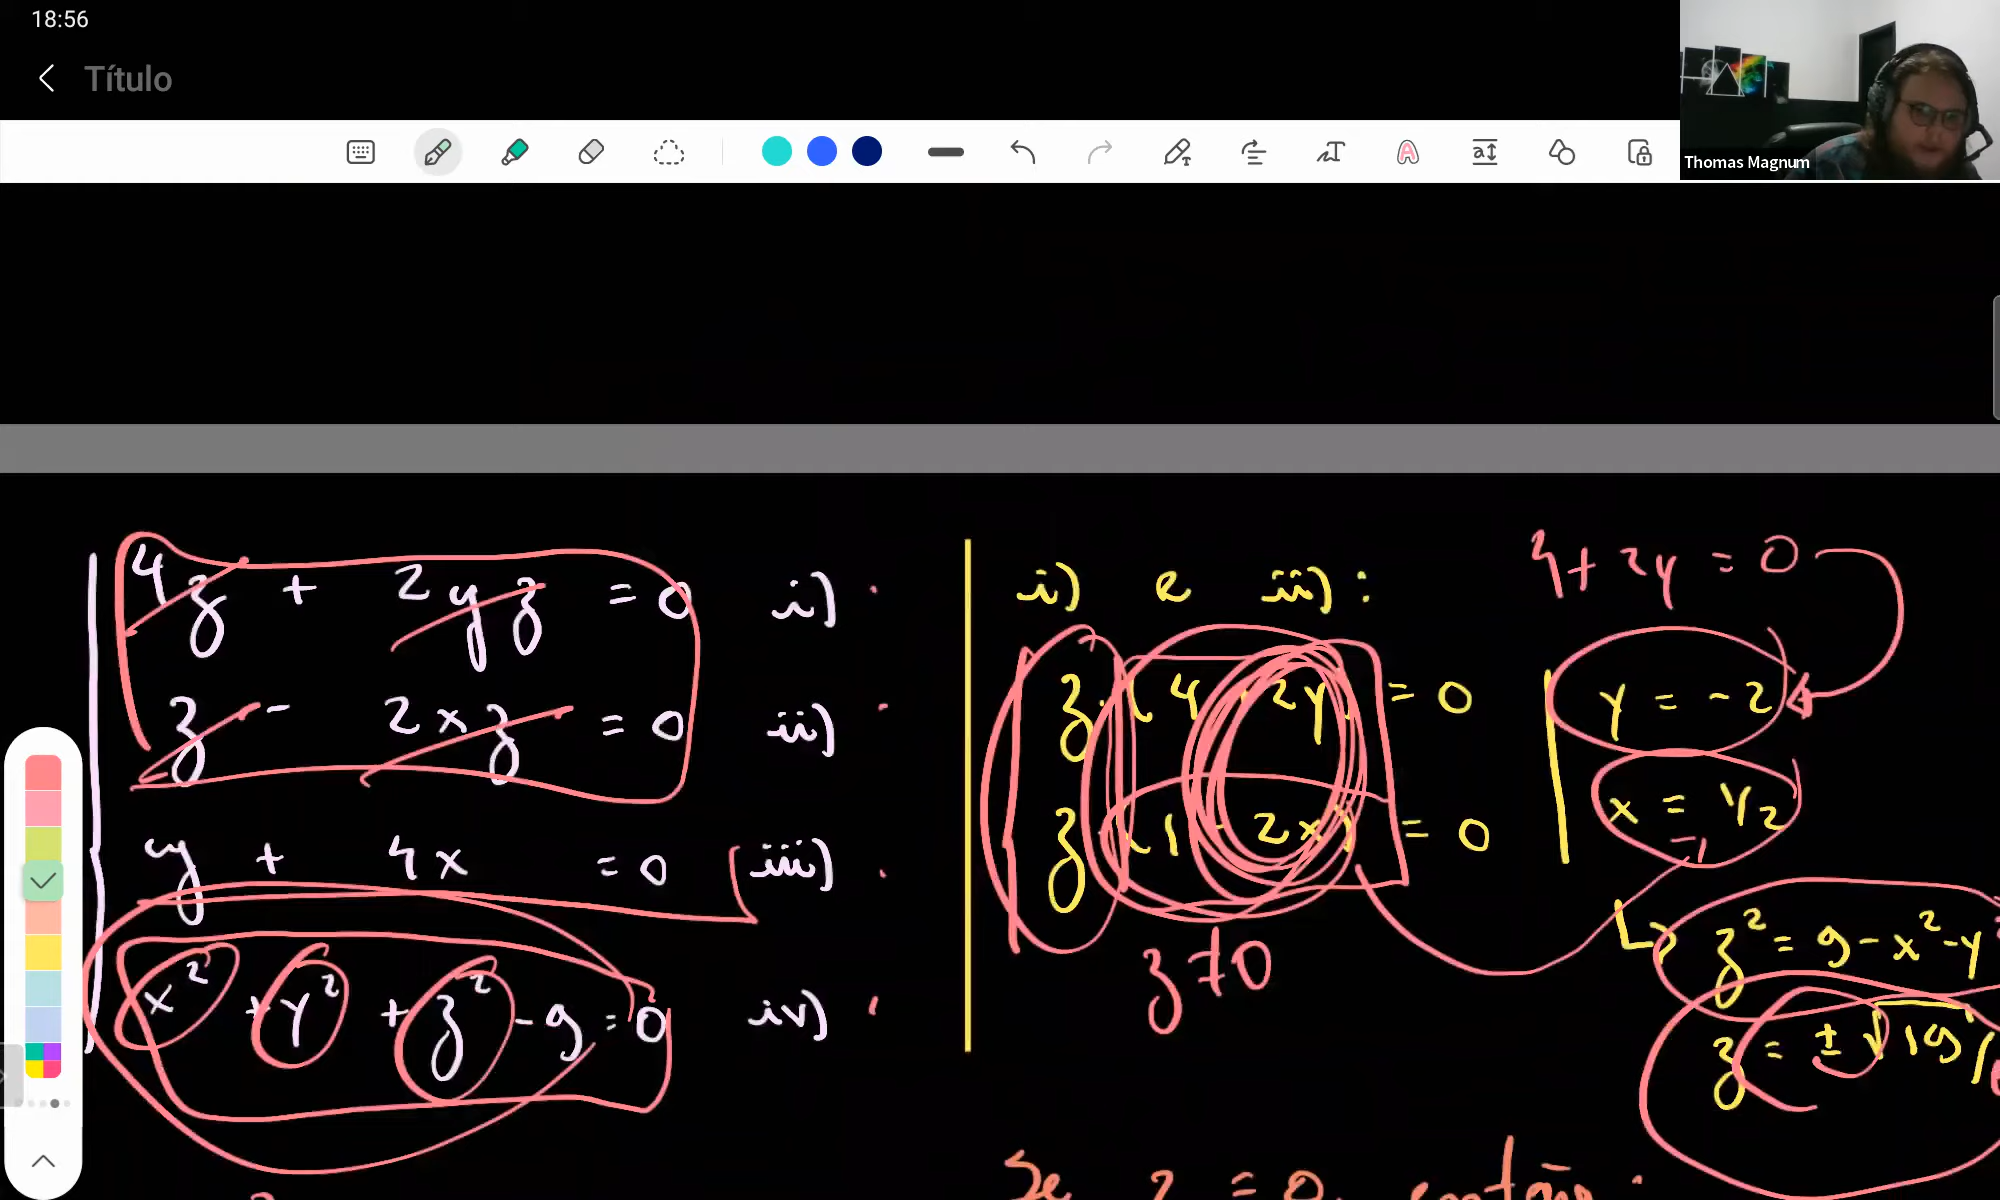 18:56
Título
Thomas Magnum
4z + 2yz = 0 i)
z - 2xz = 0 ii)
y + 4x = 0 iii)
x² + y² + z² - 9 = 0 iv)
i) e iii):
z·(4 + 2y) = 0
z(1 - 2x) = 0
z ≠ 0
4 + 2y = 0
y = -2
x = 1/2
z² = 9 - x² - y²
z = ± √19/
Se z = 0, então: